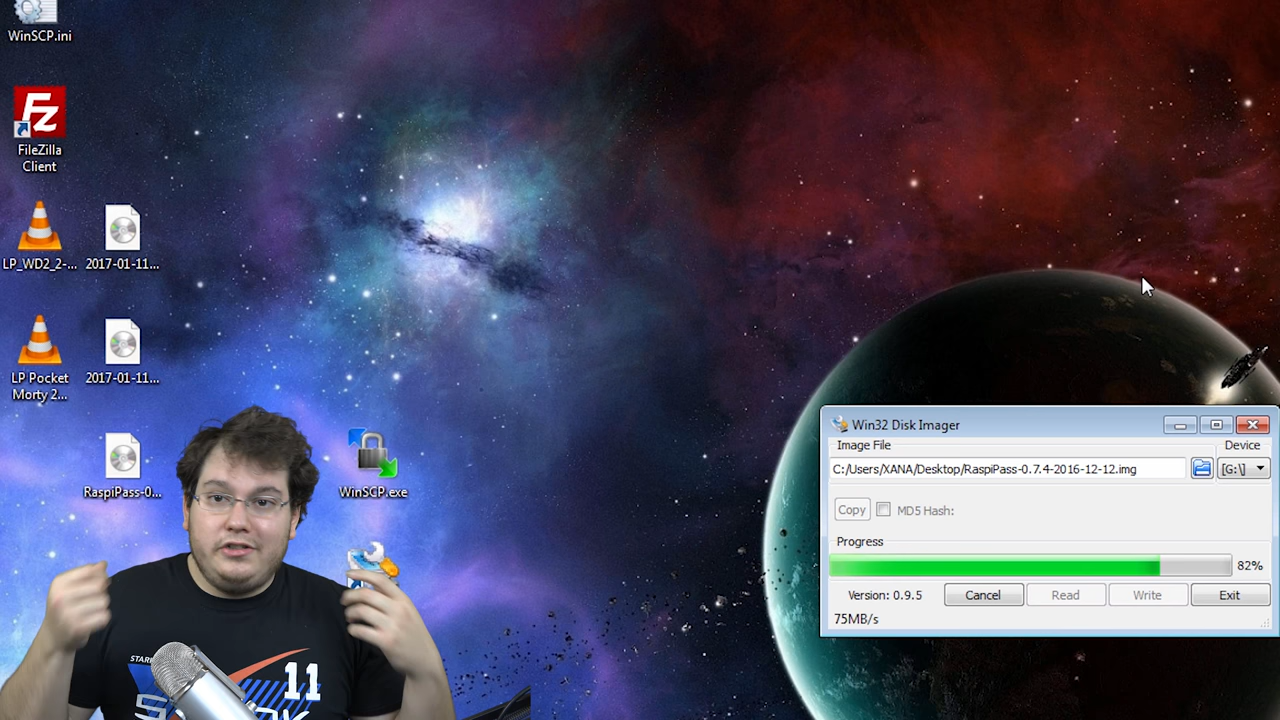 WinSCP.ini
FZ
FileZilla
Client
LP_WD2_2-...
2017-01-11...
LP Pocket
Morty 2...
2017-01-11...
RaspiPass-0...
WinSCP.exe
11
Win32 Disk Imager
Image File
Device
C:/Users/XANA/Desktop/RaspiPass-0.7.4-2016-12-12.img
[G:\]
Copy
MD5 Hash:
Progress
82%
Version: 0.9.5
Cancel
Read
Write
Exit
75MB/s